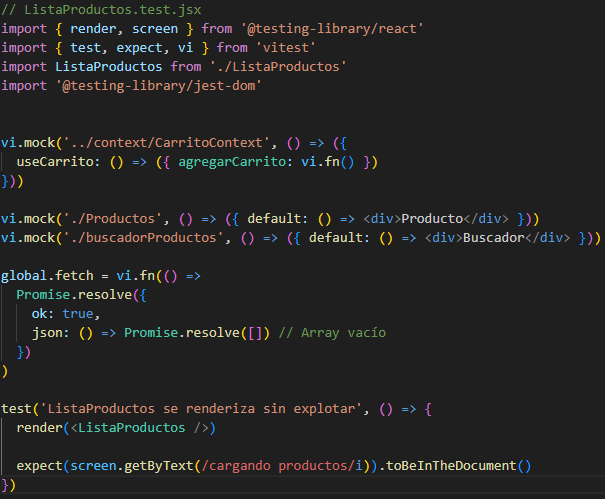 // ListaProductos.test.jsx
import { render, screen } from '@testing-library/react'
import { test, expect, vi } from 'vitest'
import ListaProductos from './ListaProductos'
import '@testing-library/jest-dom'
vi.mock('../context/CarritoContext', () => ({
  useCarrito: () => ({ agregarCarrito: vi.fn() })
}))
vi.mock('./Productos', () => ({ default: () => <div>Producto</div> }))
vi.mock('./buscadorProductos', () => ({ default: () => <div>Buscador</div> }))
global.fetch = vi.fn(() =>
  Promise.resolve({
    ok: true,
    json: () => Promise.resolve([]) // Array vacío
  })
)
test('ListaProductos se renderiza sin explotar', () => {
  render(<ListaProductos />)
  expect(screen.getByText(/cargando productos/i)).toBeInTheDocument()
})